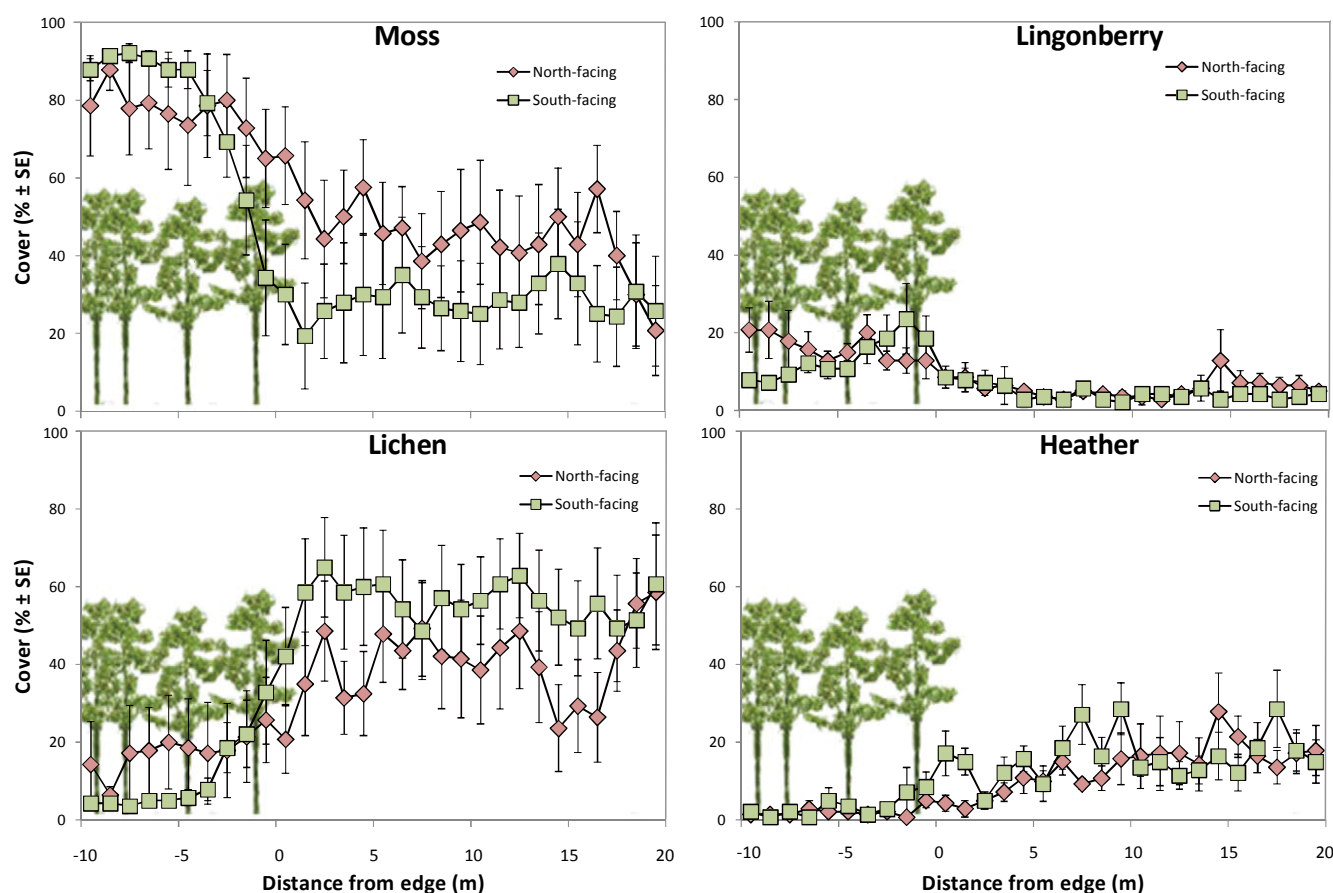 Moss
North-facing
South-facing
100
80
60
40
20
0
Cover (% ± SE)
Lingonberry
North-facing
South-facing
100
80
60
40
20
0
Lichen
North-facing
South-facing
100
80
60
40
20
0
Cover (% ± SE)
-10 -5 0 5 10 15 20
Distance from edge (m)
Heather
North-facing
South-facing
100
80
60
40
20
0
-10 -5 0 5 10 15 20
Distance from edge (m)